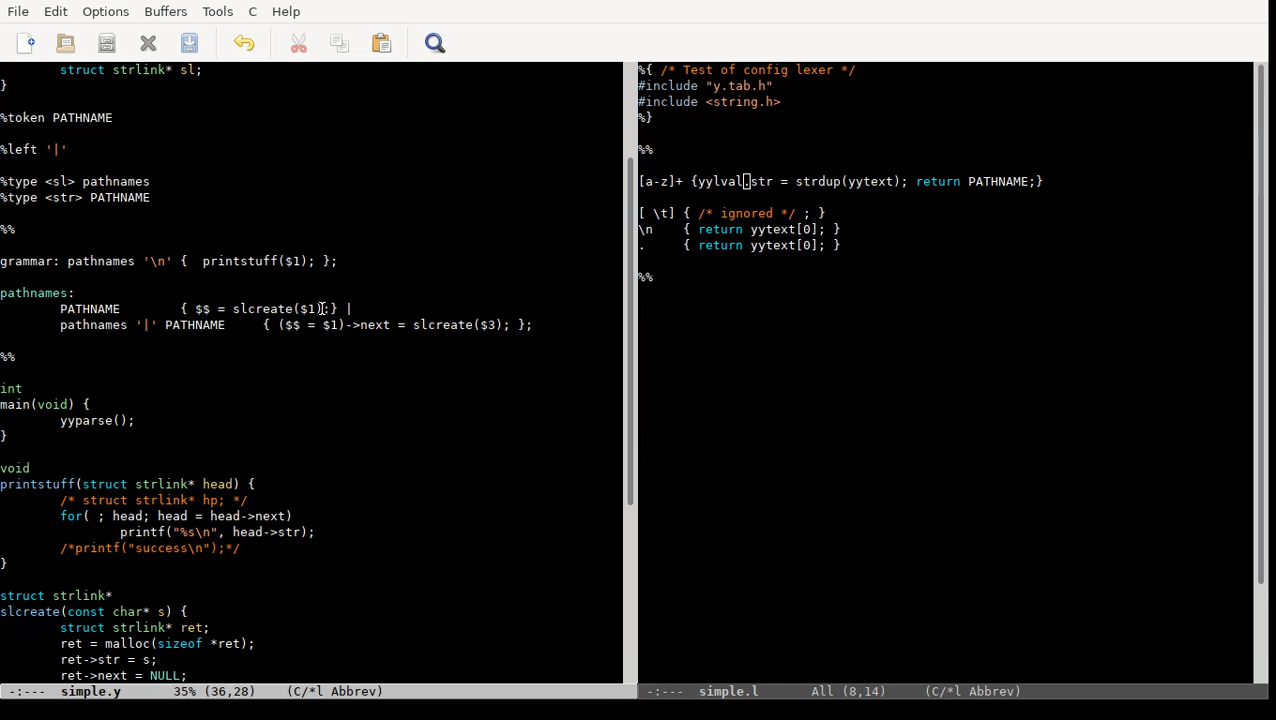 File Edit Options Buffers Tools C Help
struct strlink* sl;
}
%token PATHNAME
%left '|'
%type <sl> pathnames
%type <str> PATHNAME
%%
grammar: pathnames '\n' {  printstuff($1); };
pathnames:
PATHNAME        { $$ = slcreate($1);} |
pathnames '|' PATHNAME     { ($$ = $1)->next = slcreate($3); };
%%
int
main(void) {
yyparse();
}
void
printstuff(struct strlink* head) {
/* struct strlink* hp; */
for( ; head; head = head->next)
printf("%s\n", head->str);
/*printf("success\n");*/
}
struct strlink*
slcreate(const char* s) {
struct strlink* ret;
ret = malloc(sizeof *ret);
ret->str = s;
ret->next = NULL;
-:---  simple.y       35% (36,28)    (C/*l Abbrev)
%{ /* Test of config lexer */
#include "y.tab.h"
#include <string.h>
%}
%%
[a-z]+ {yylval.str = strdup(yytext); return PATHNAME;}
[ \t] { /* ignored */ ; }
\n    { return yytext[0]; }
.     { return yytext[0]; }
%%
-:---  simple.l       All (8,14)     (C/*l Abbrev)